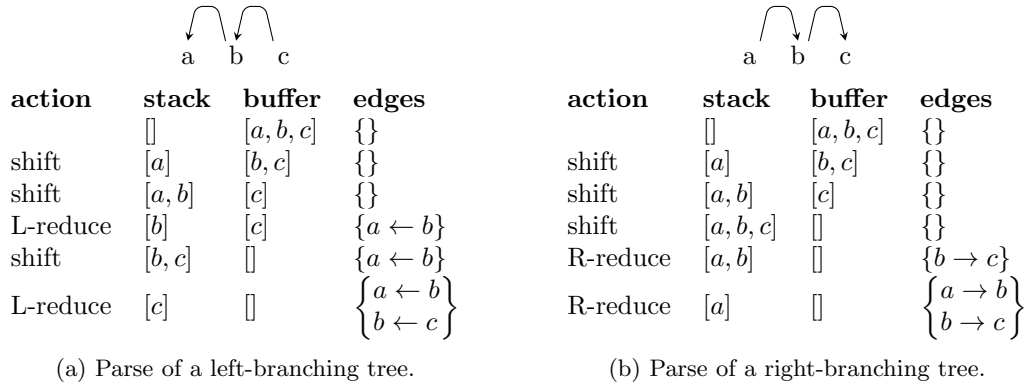 a b c
action stack buffer edges
[] [a, b, c] {}
shift [a] [b, c] {}
shift [a, b] [c] {}
L-reduce [b] [c] {a ← b}
shift [b, c] [] {a ← b}
L-reduce [c] [] {a ← b
b ← c}
(a) Parse of a left-branching tree.
a b c
action stack buffer edges
[] [a, b, c] {}
shift [a] [b, c] {}
shift [a, b] [c] {}
shift [a, b, c] [] {}
R-reduce [a, b] [] {b → c}
R-reduce [a] [] {a → b
b → c}
(b) Parse of a right-branching tree.